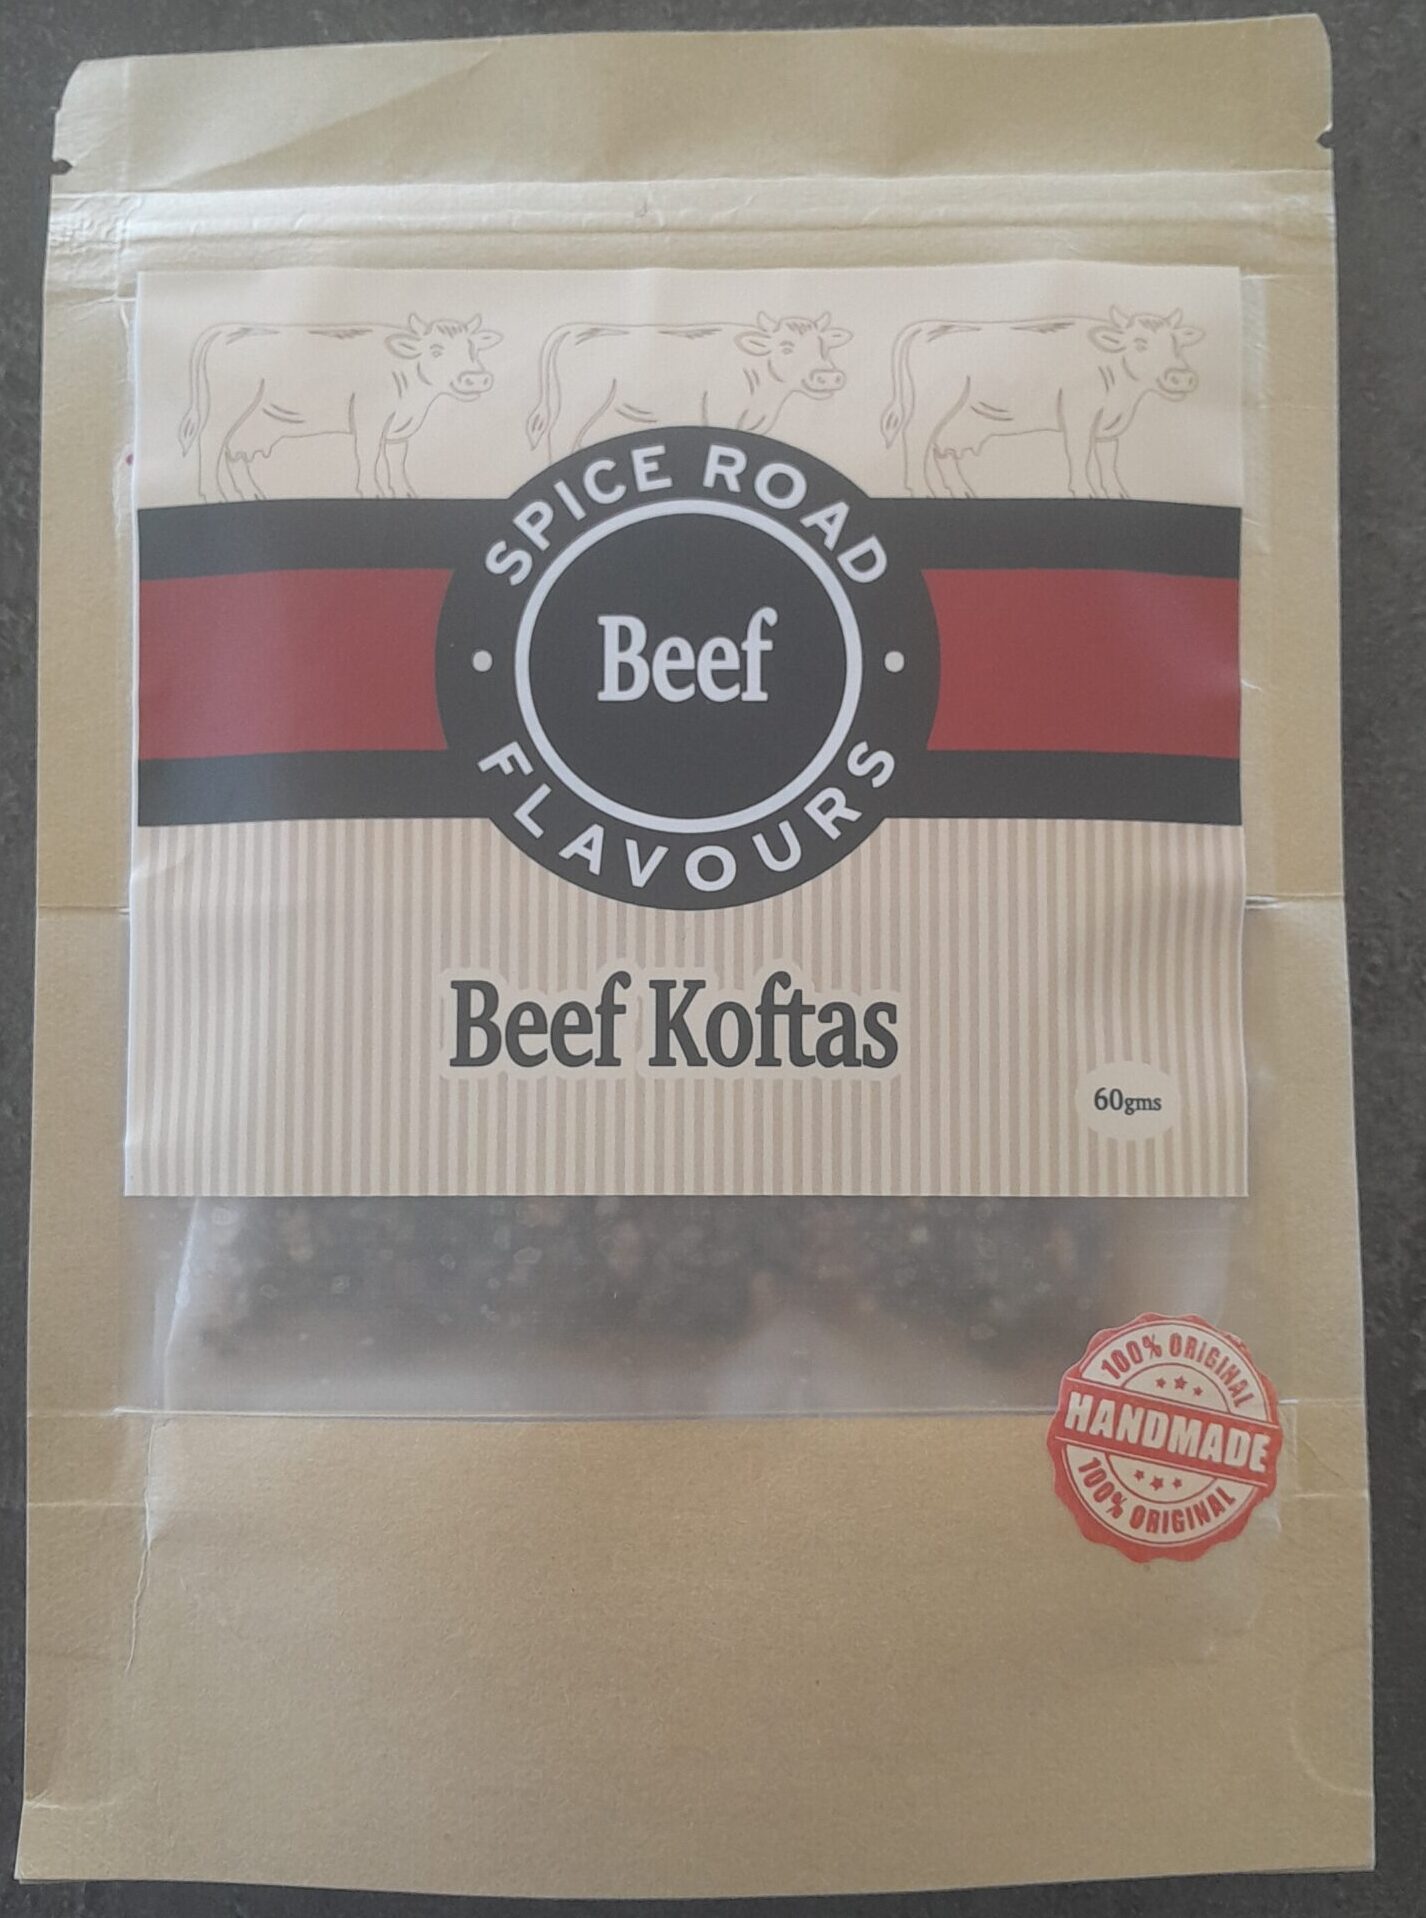 SPICE ROAD
Beef
FLAVOURS
Beef Koftas
60gms
100% ORIGINAL
HANDMADE
100% ORIGINAL